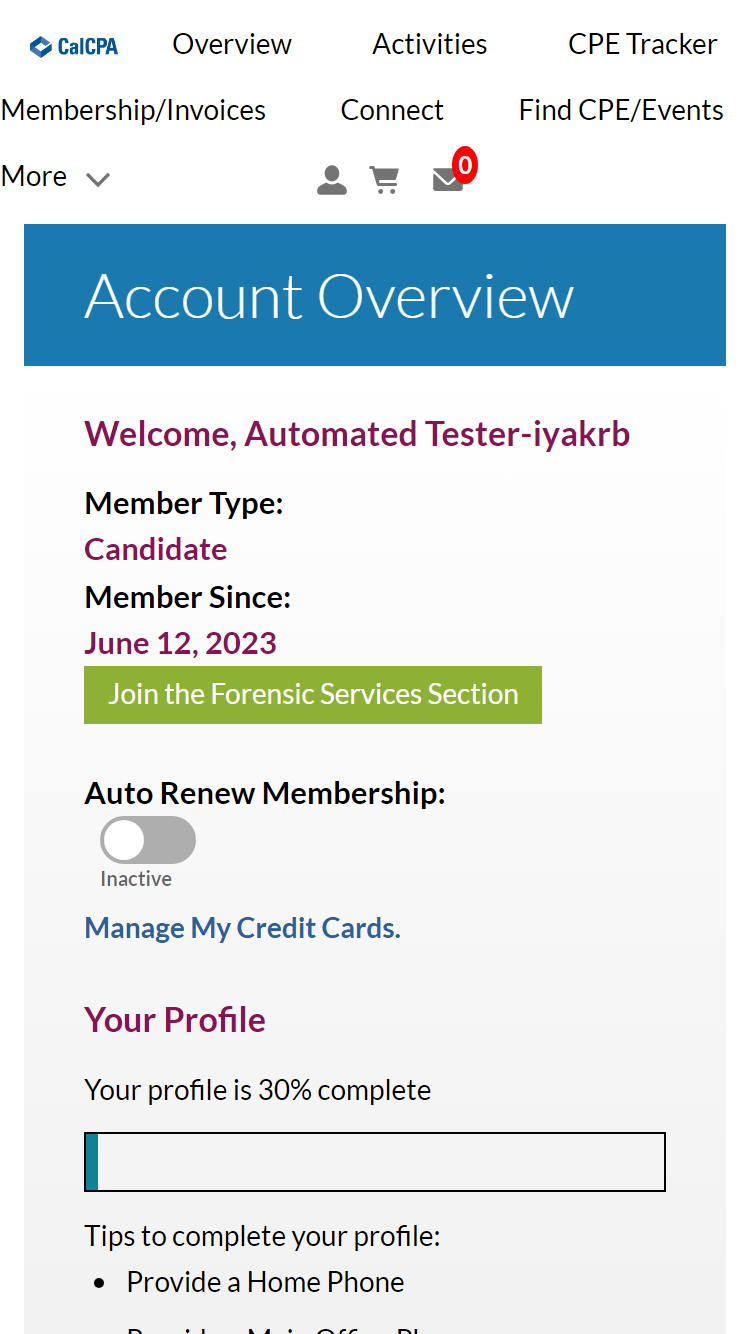 CalCPA Overview Activities CPE Tracker
Membership/Invoices Connect Find CPE/Events
More 0
Account Overview
Welcome, Automated Tester-iyakrb
Member Type:
Candidate
Member Since:
June 12, 2023
Join the Forensic Services Section
Auto Renew Membership:
Inactive
Manage My Credit Cards.
Your Profile
Your profile is 30% complete
Tips to complete your profile:
• Provide a Home Phone